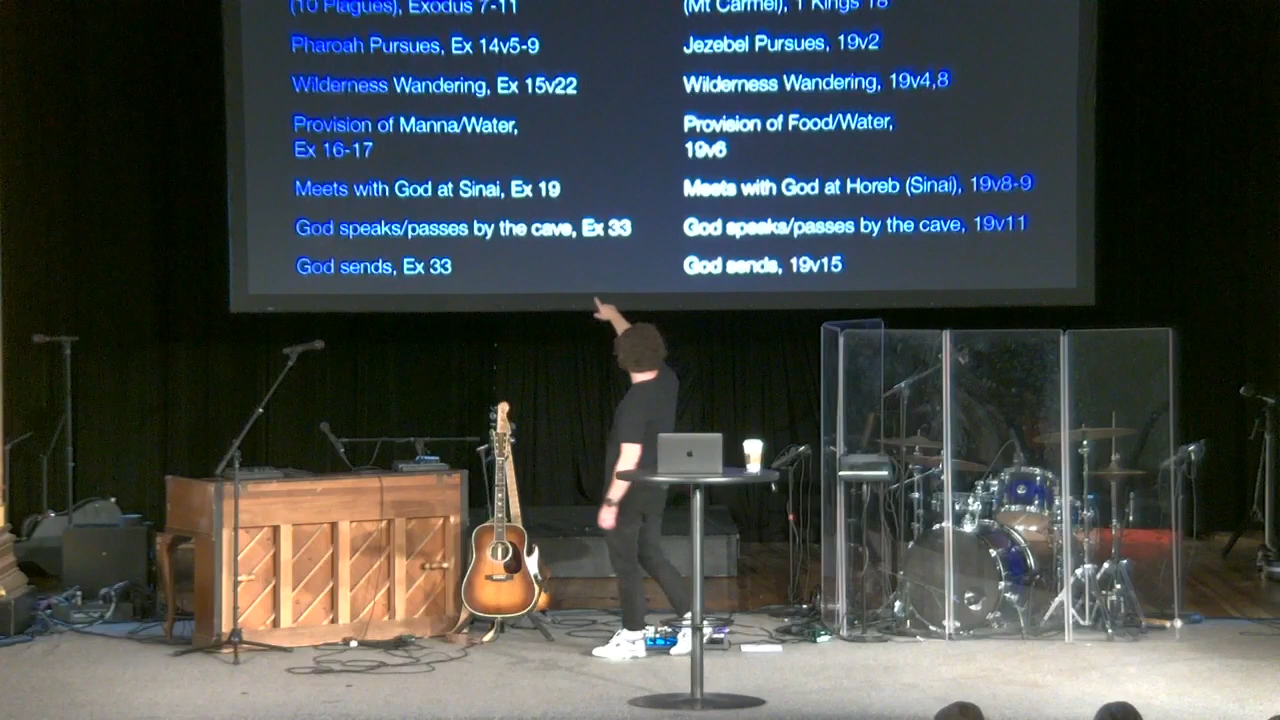 (10 Plagues), Exodus 7-11
Pharoah Pursues, Ex 14v5-9
Wilderness Wandering, Ex 15v22
Provision of Manna/Water,
Ex 16-17
Meets with God at Sinai, Ex 19
God speaks/passes by the cave, Ex 33
God sends, Ex 33
(Mt Carmel), 1 Kings 18
Jezebel Pursues, 19v2
Wilderness Wandering, 19v4,8
Provision of Food/Water,
19v6
Meets with God at Horeb (Sinai), 19v8-9
God speaks/passes by the cave, 19v11
God sends, 19v15